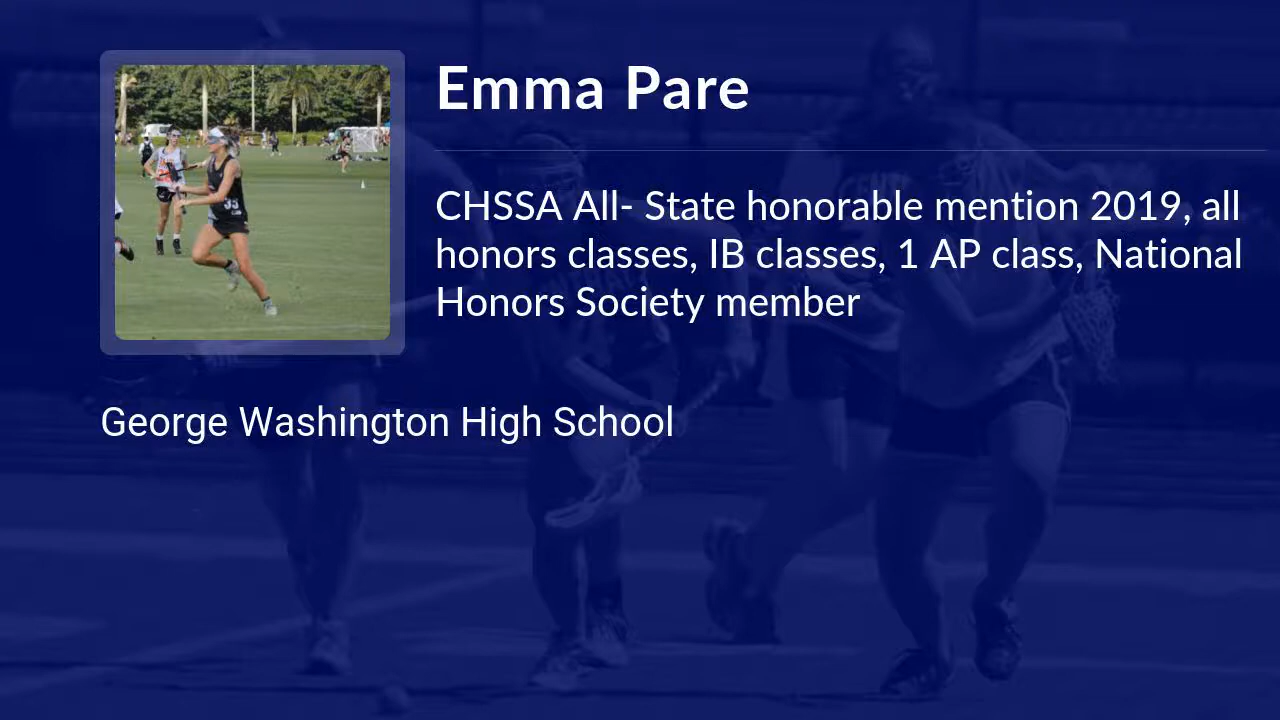 Emma Pare
CHSSA All- State honorable mention 2019, all
honors classes, IB classes, 1 AP class, National
Honors Society member
George Washington High School
35